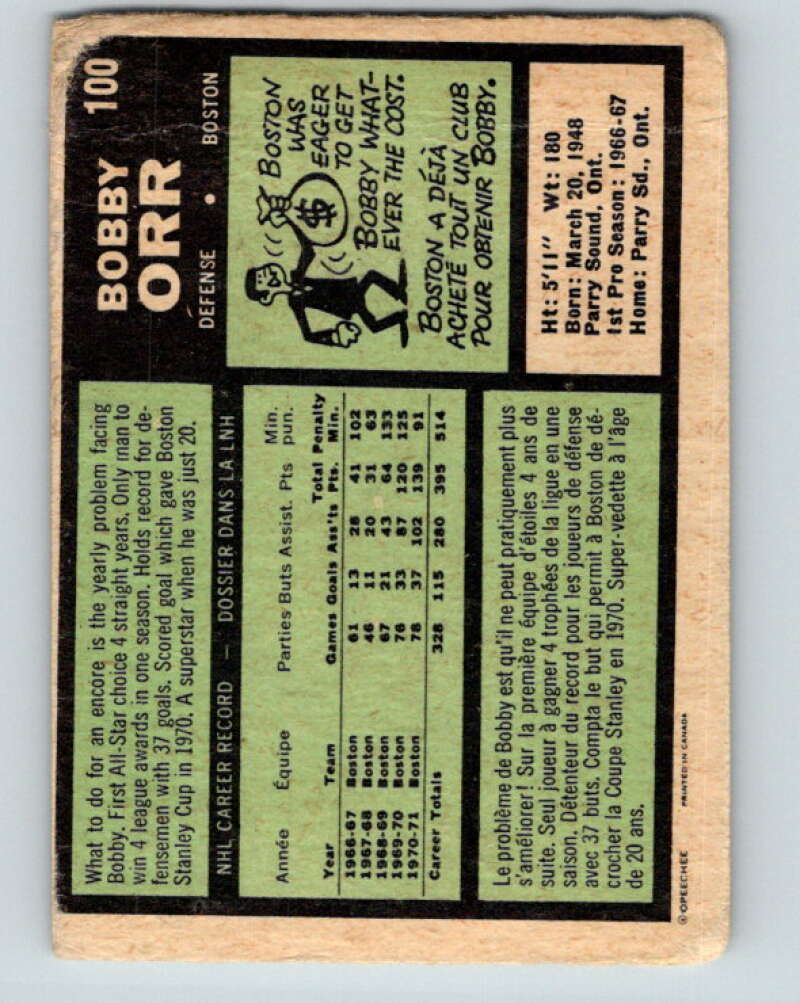 100
BOBBY
ORR
DÉFENSE • BOSTON
What to do for an encore is the yearly problem facing
Bobby. First All-Star choice 4 straight years. Only man to
win 4 league awards in one season. Holds record for de-
fensemen with 37 goals. Scored goal which gave Boston
Stanley Cup in 1970. A superstar when he was just 20.
BOSTON
WAS
EAGER
TO GET
BOBBY WHAT-
EVER THE COST.
$
BOSTON A DÉJÀ
ACHETÉ TOUT UN CLUB
POUR OBTENIR BOBBY.
NHL CAREER RECORD — DOSSIER DANS LA LNH
Année Équipe Parties Buts Assist. Pts Min. pun.
Year Team Games Goals Ass'ts Total Pts. Penalty Min.
1966-67 Boston 61 13 28 41 102
1967-68 Boston 46 11 20 31 63
1968-69 Boston 67 21 43 64 133
1969-70 Boston 76 33 87 120 125
1970-71 Boston 78 37 102 139 91
Career Totals 328 115 280 395 514
Ht: 5'11" Wt: 180
Born: March 20, 1948
Parry Sound, Ont.
1st Pro Season: 1966-67
Home: Parry Sd., Ont.
Le problème de Bobby est qu'il ne peut pratiquement plus
s'améliorer! Sur la première équipe d'étoiles 4 ans de
suite. Seul joueur à gagner 4 trophées de la ligue en une
saison. Détenteur du record pour les joueurs de défense
avec 37 buts. Compta le but qui permit à Boston de dé-
crocher la Coupe Stanley en 1970. Super-vedette à l'âge
de 20 ans.
© OPEECHEE PRINTED IN CANADA